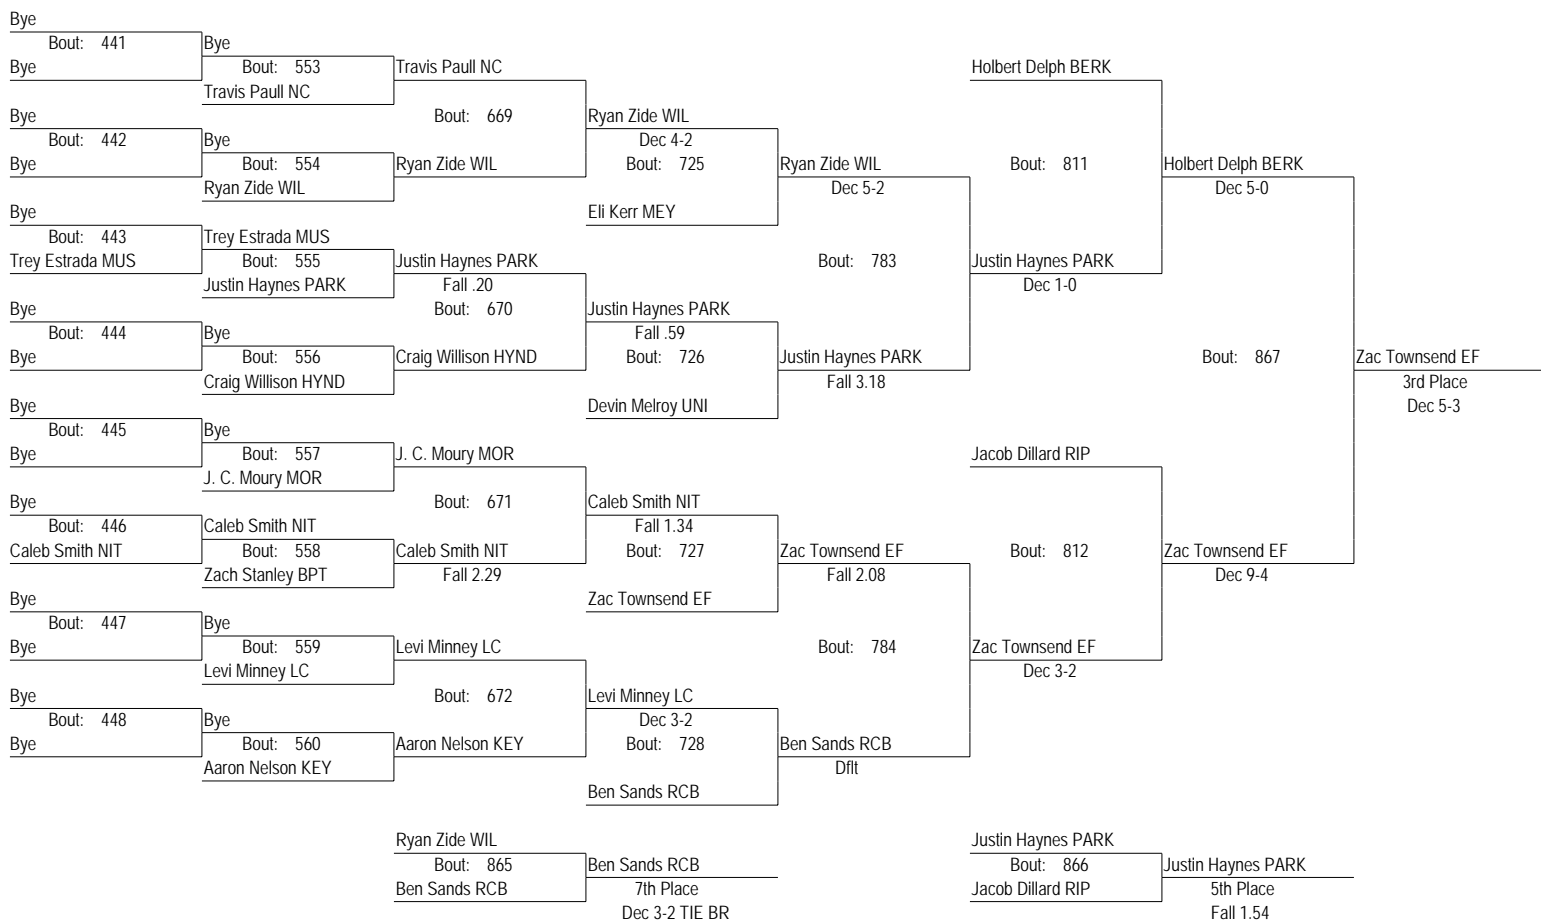 Bye
Bout: 441
Bye
Bye
Bout: 553
Travis Paull NC
Travis Paull NC
Bye
Bout: 442
Bye
Bye
Bout: 554
Ryan Zide WIL
Ryan Zide WIL
Bout: 669
Ryan Zide WIL
Dec 4-2
Bout: 725
Eli Kerr MEY
Ryan Zide WIL
Dec 5-2
Bye
Bout: 443
Trey Estrada MUS
Trey Estrada MUS
Bout: 555
Justin Haynes PARK
Justin Haynes PARK
Fall .20
Bout: 670
Bye
Bout: 444
Bye
Bye
Bout: 556
Craig Willison HYND
Craig Willison HYND
Justin Haynes PARK
Fall .59
Bout: 726
Devin Melroy UNI
Justin Haynes PARK
Fall 3.18
Bout: 783
Justin Haynes PARK
Dec 1-0
Holbert Delph BERK
Bout: 811
Holbert Delph BERK
Dec 5-0
Bye
Bout: 445
Bye
Bye
Bout: 557
J. C. Moury MOR
J. C. Moury MOR
Bout: 671
Bye
Bout: 446
Caleb Smith NIT
Caleb Smith NIT
Bout: 558
Zach Stanley BPT
Caleb Smith NIT
Fall 2.29
Caleb Smith NIT
Fall 1.34
Bout: 727
Zac Townsend EF
Zac Townsend EF
Fall 2.08
Bye
Bout: 447
Bye
Bye
Bout: 559
Levi Minney LC
Levi Minney LC
Bout: 672
Bye
Bout: 448
Bye
Bye
Bout: 560
Aaron Nelson KEY
Aaron Nelson KEY
Levi Minney LC
Dec 3-2
Bout: 728
Ben Sands RCB
Ben Sands RCB
Dflt
Bout: 784
Zac Townsend EF
Dec 3-2
Jacob Dillard RIP
Bout: 812
Zac Townsend EF
Dec 9-4
Bout: 867
Zac Townsend EF
3rd Place
Dec 5-3
Ryan Zide WIL
Bout: 865
Ben Sands RCB
Ben Sands RCB
7th Place
Dec 3-2 TIE BR
Justin Haynes PARK
Bout: 866
Jacob Dillard RIP
Justin Haynes PARK
5th Place
Fall 1.54